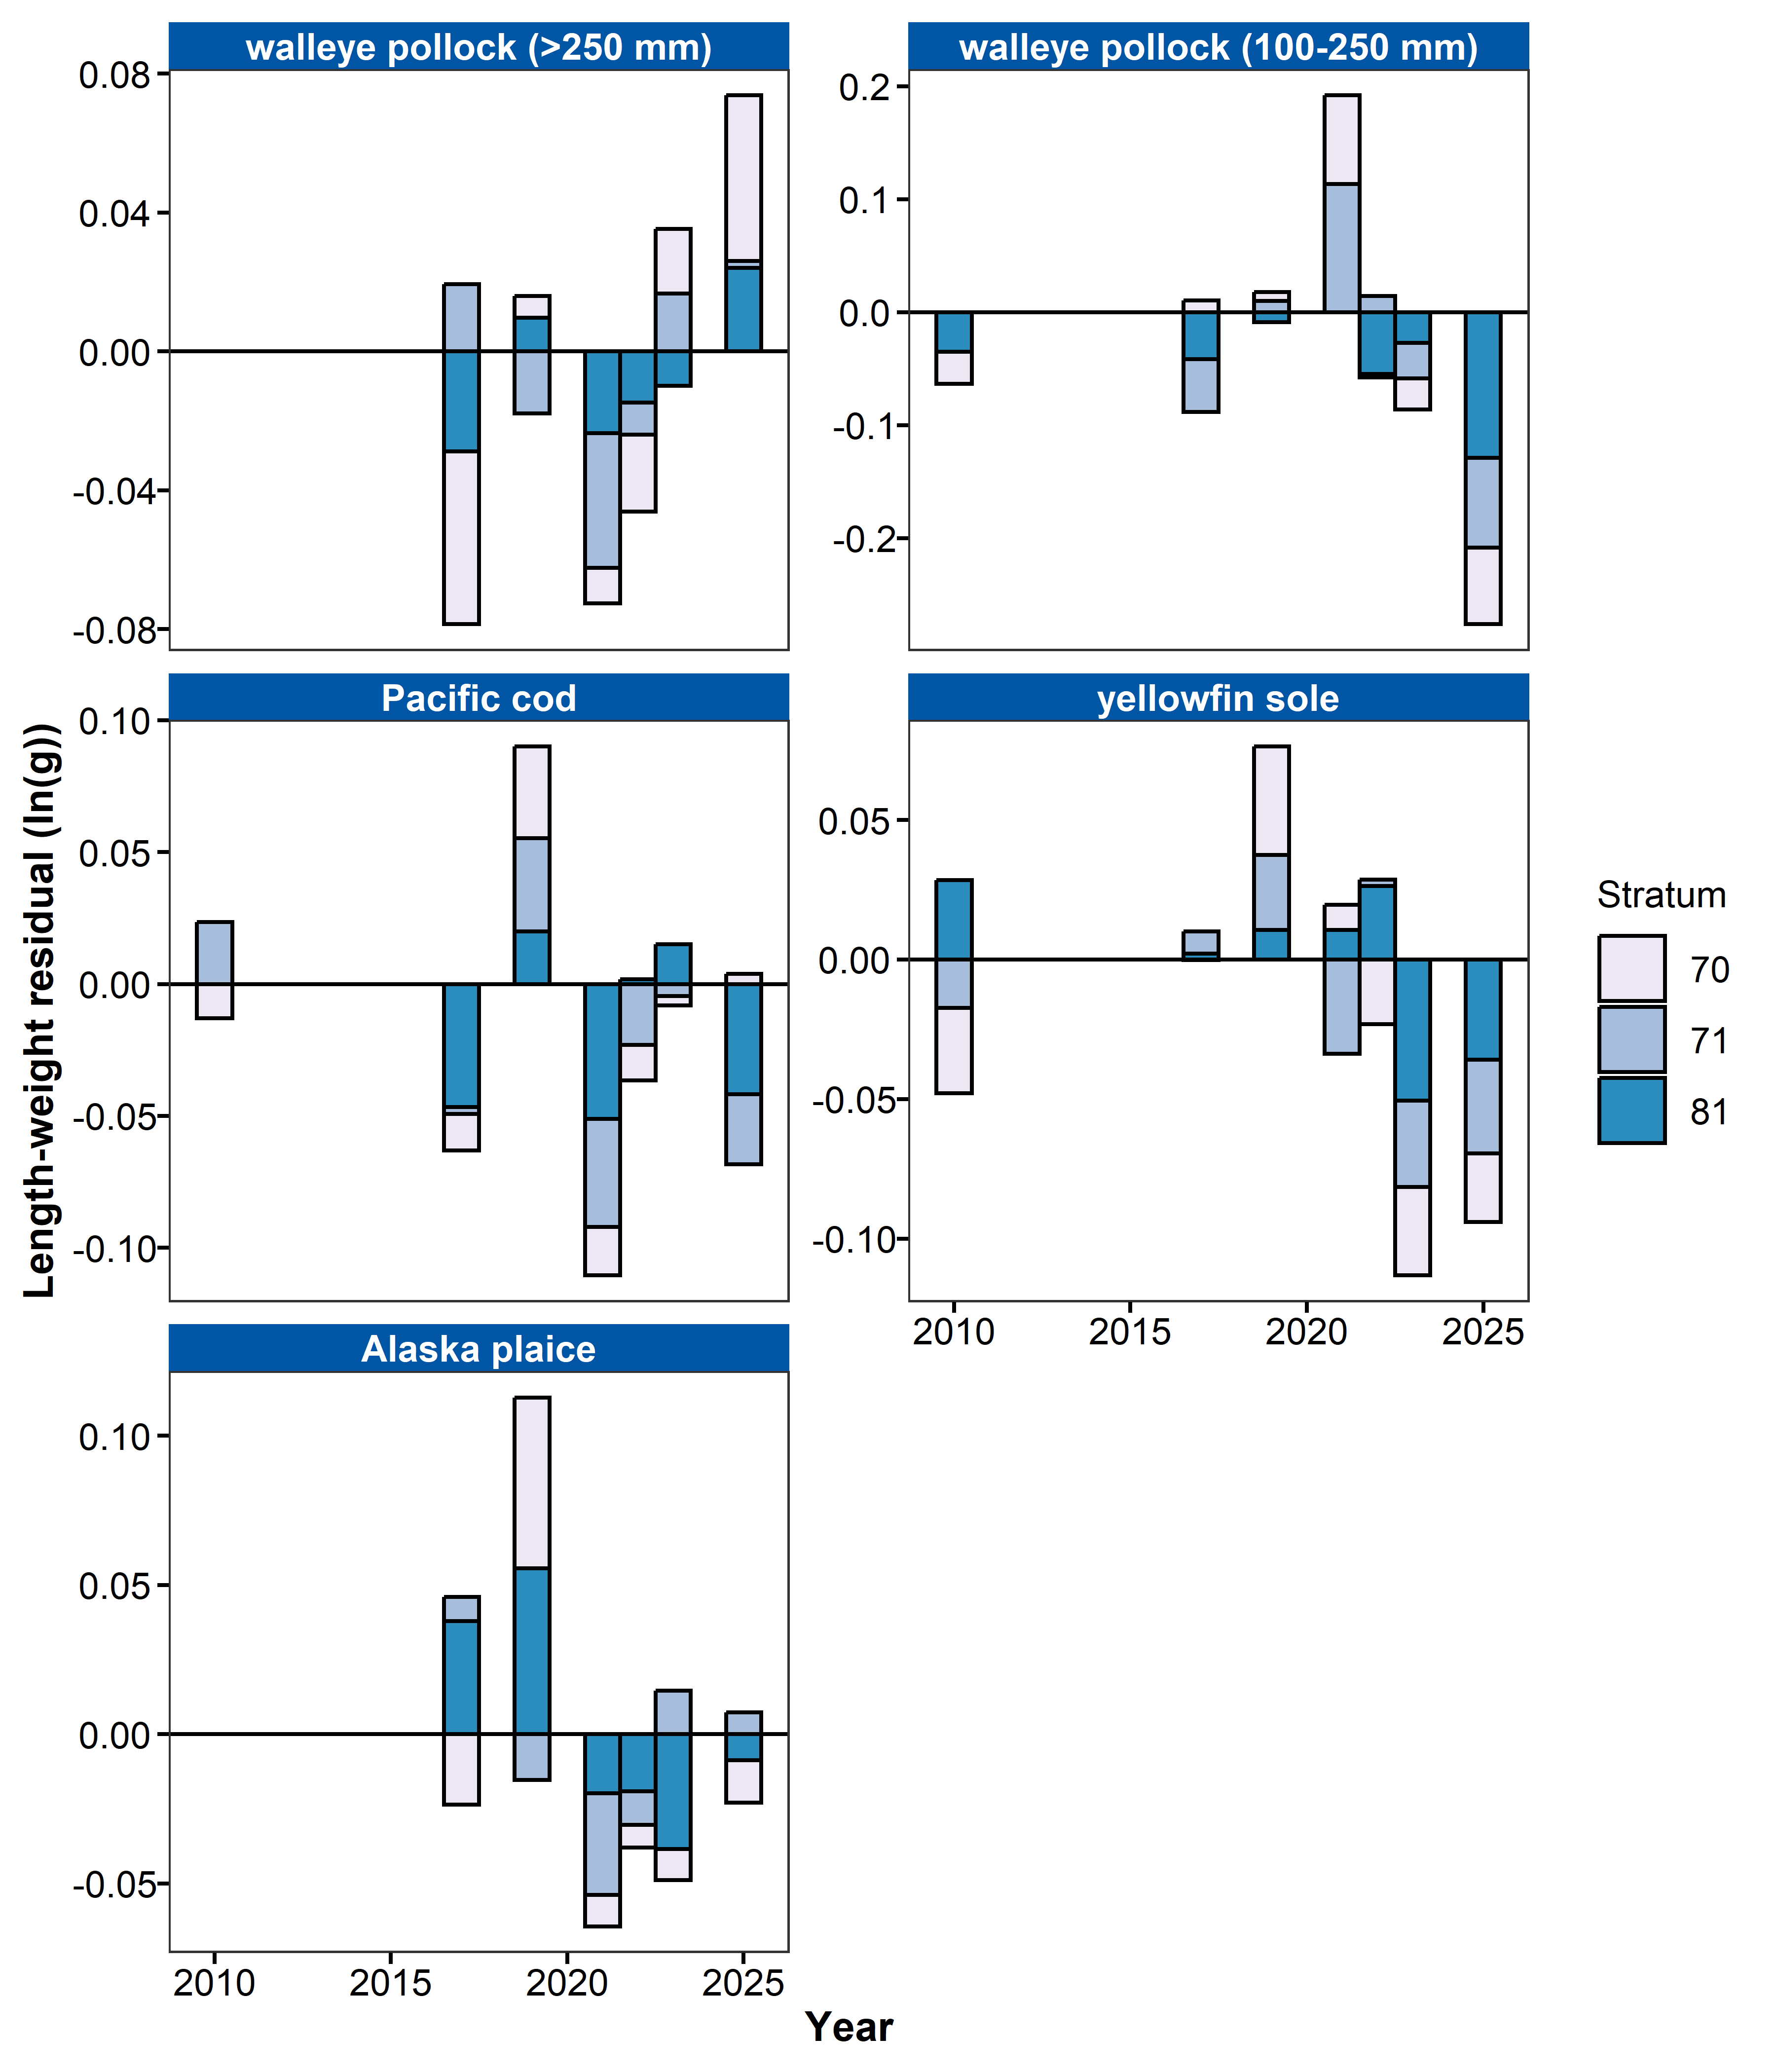 walleye pollock (>250 mm)
walleye pollock (100-250 mm)
0.08
0.04
0.00
-0.04
-0.08
0.2
0.1
0.0
-0.1
-0.2
Pacific cod
yellowfin sole
0.10
0.05
0.00
-0.05
-0.10
0.05
0.00
-0.05
-0.10
2010 2015 2020 2025
Alaska plaice
0.10
0.05
0.00
-0.05
2010 2015 2020 2025
Length-weight residual (ln(g))
Year
Stratum
70
71
81